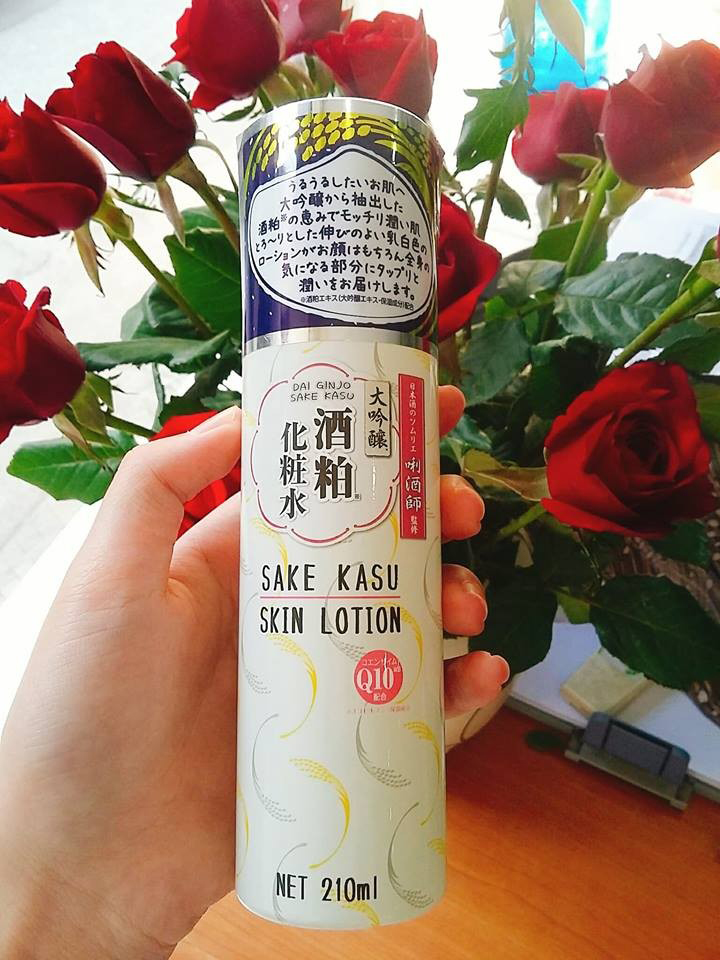 うるうるしたいお肌へ
大吟醸から抽出した
酒粕※の恵みでモッチリ潤い肌
とろ〜りとした伸びのよい乳白色の
ローションがお顔はもちろん全身の
気になる部分にタップリと
潤いをお届けします。
※酒粕エキス(大吟醸エキス・保湿成分)配合
DAI GINJO
SAKE KASU
大吟醸
酒粕※
化粧水
日本酒のソムリエ 唎酒師 監修
SAKE KASU
SKIN LOTION
コエンザイム
Q10
配合
NET 210ml